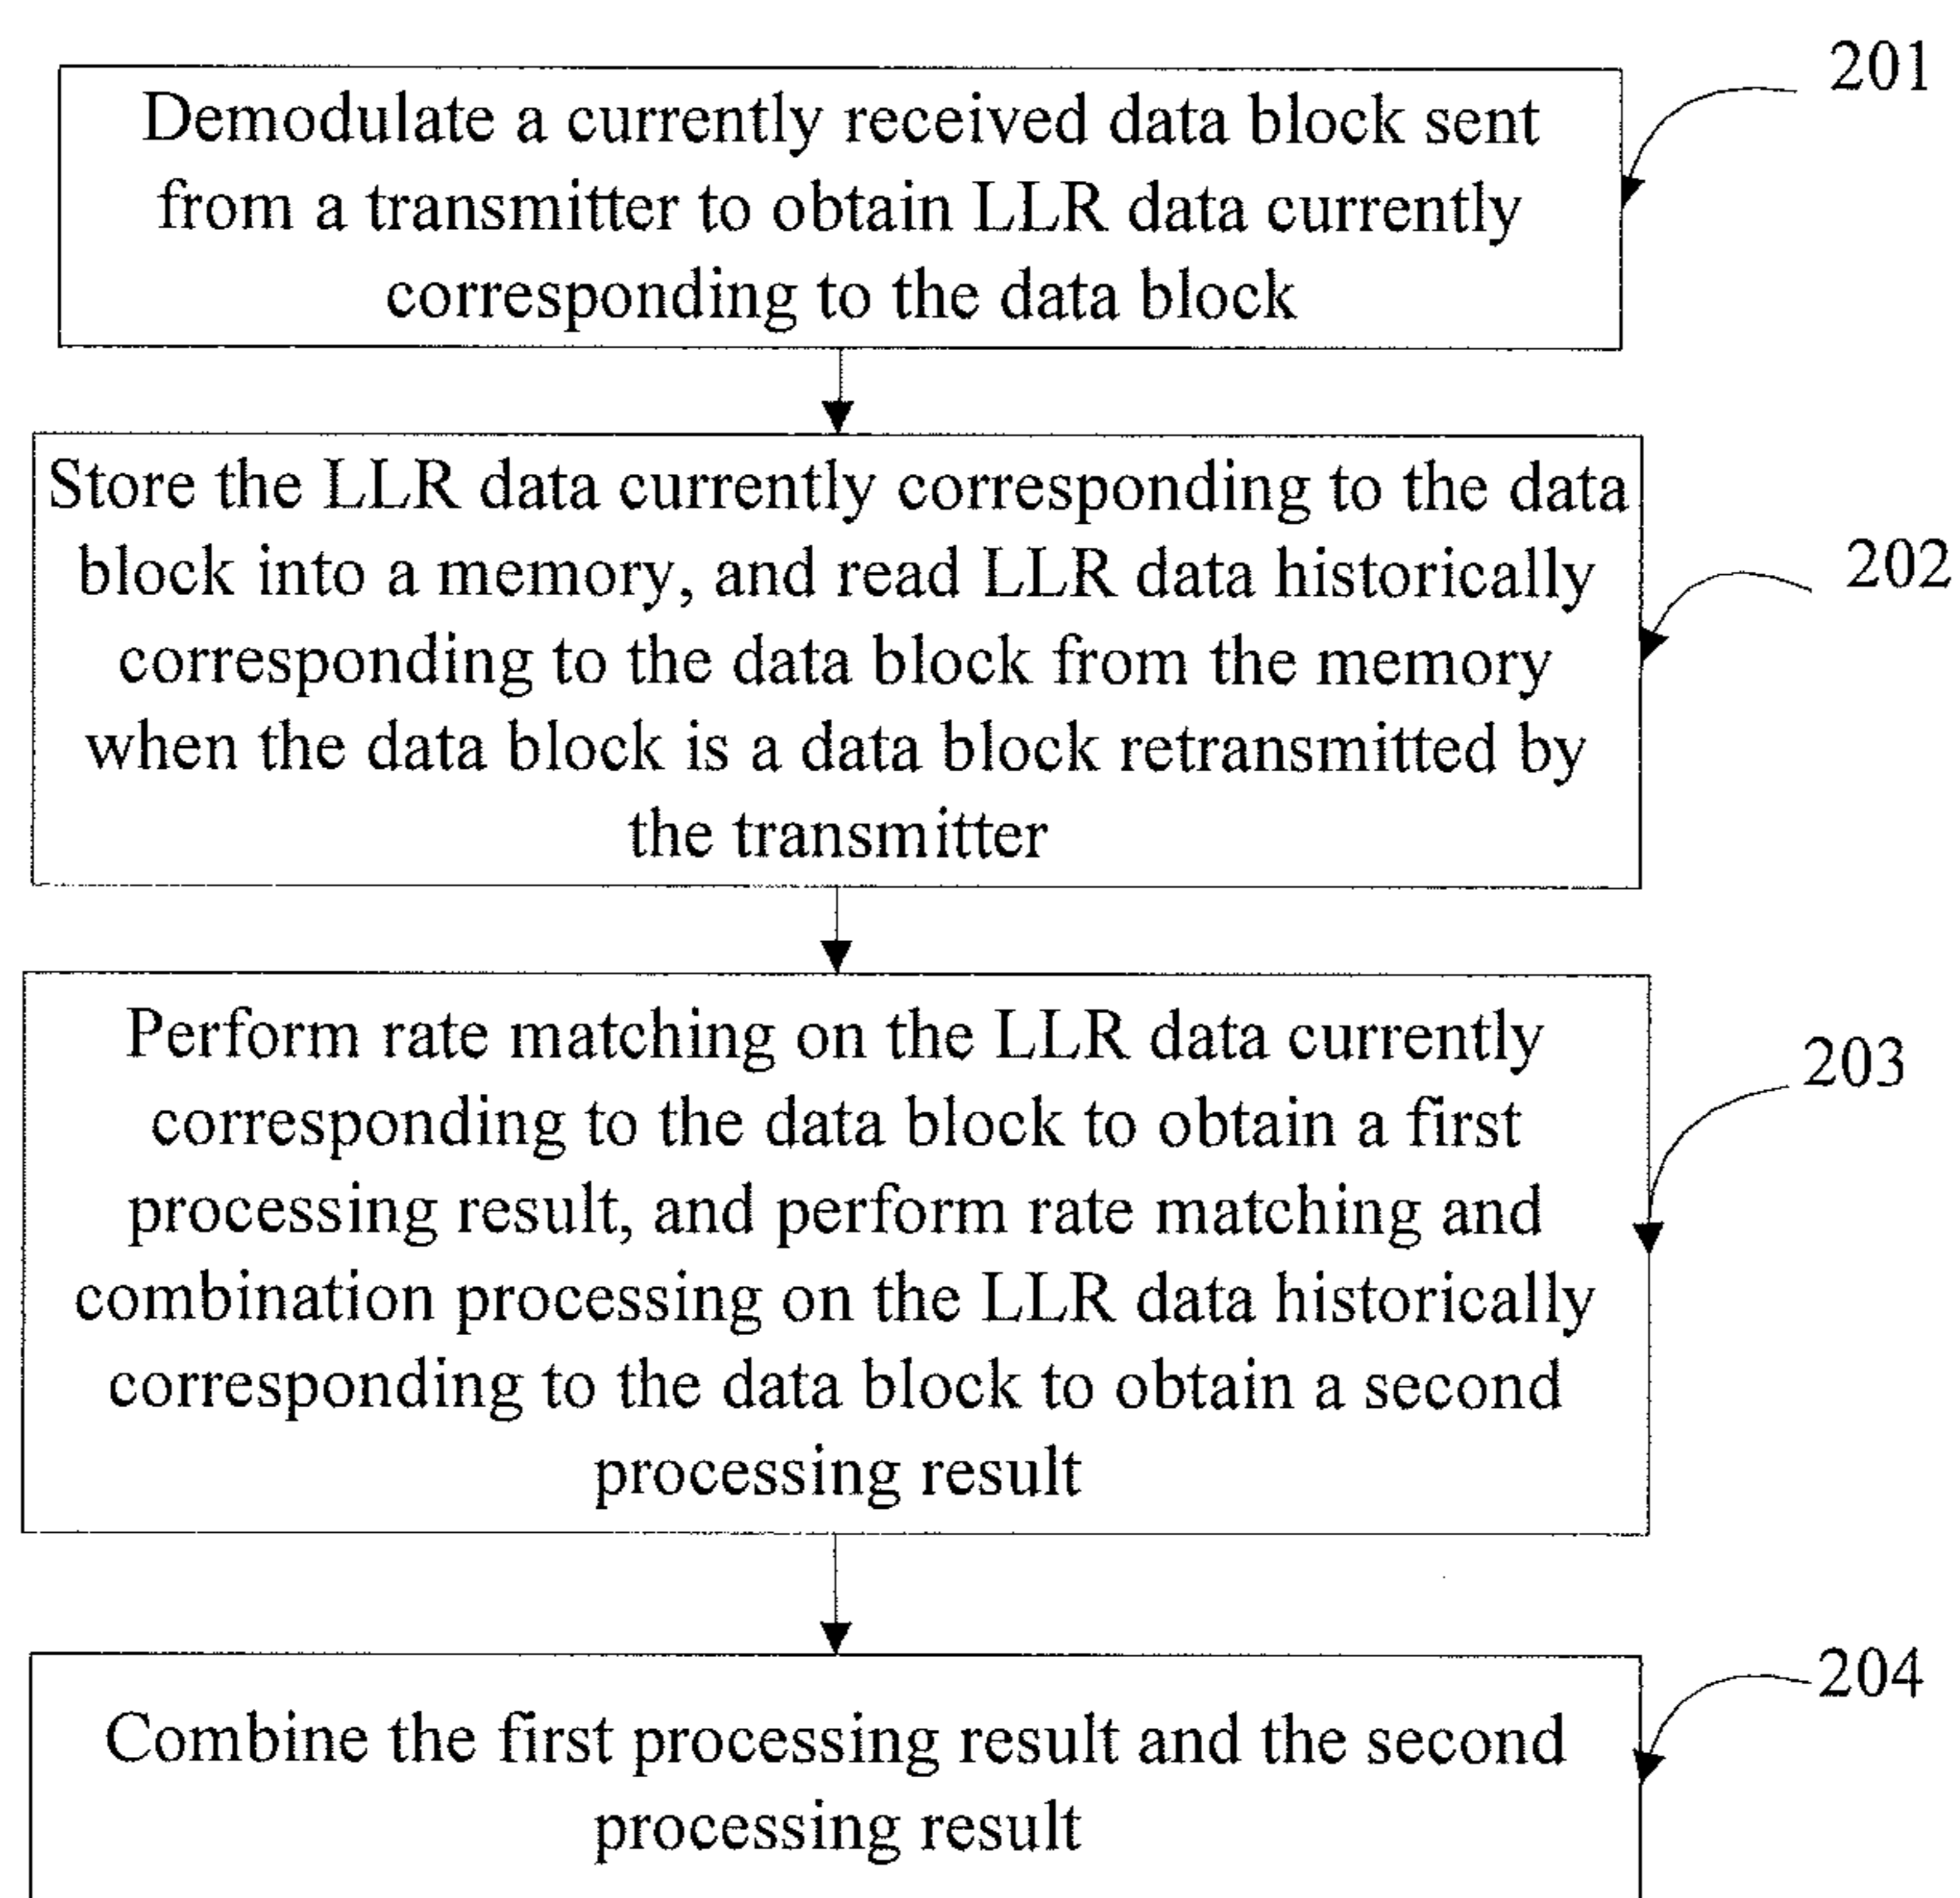 201
Demodulate a currently received data block sent
from a transmitter to obtain LLR data currently
corresponding to the data block
202
Store the LLR data currently corresponding to the data
block into a memory, and read LLR data historically
corresponding to the data block from the memory
when the data block is a data block retransmitted by
the transmitter
203
Perform rate matching on the LLR data currently
corresponding to the data block to obtain a first
processing result, and perform rate matching and
combination processing on the LLR data historically
corresponding to the data block to obtain a second
processing result
204
Combine the first processing result and the second
processing result